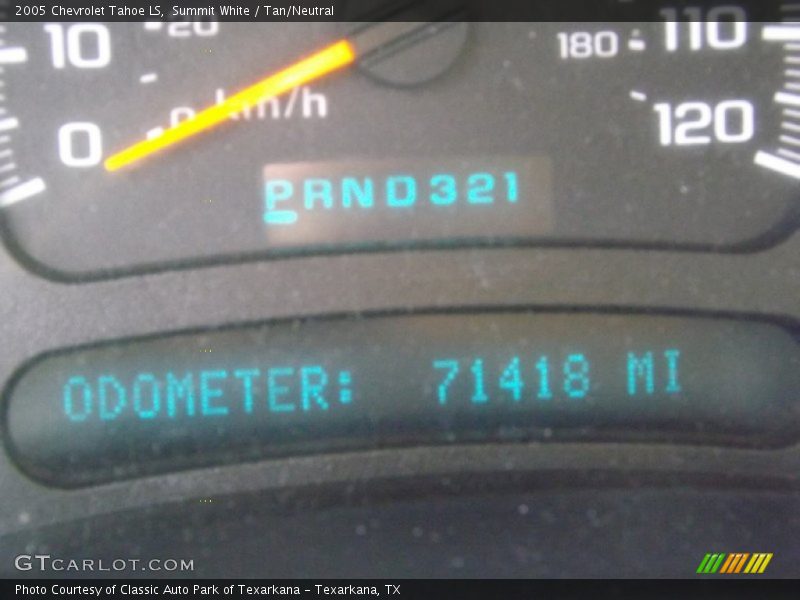 2005 Chevrolet Tahoe LS, Summit White / Tan/Neutral
10 20 180 110
0 0 km/h 120
PRND321
ODOMETER: 71418 MI
GTCARLOT.COM
Photo Courtesy of Classic Auto Park of Texarkana - Texarkana, TX